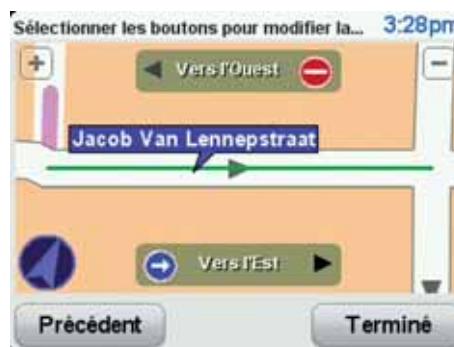 Sélectionner les boutons pour modifier la... 3:28pm
+ −
Vers l'Ouest
Jacob Van Lennepstraat
Vers l'Est
Précédent Terminé